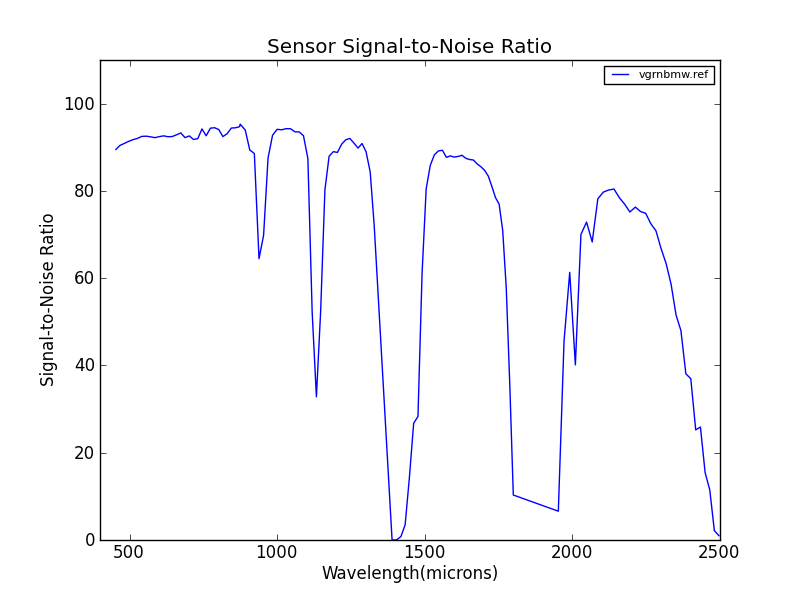 Sensor Signal-to-Noise Ratio
vgrnbmw.ref
Signal-to-Noise Ratio
100
80
60
40
20
0
500
1000
1500
2000
2500
Wavelength(microns)